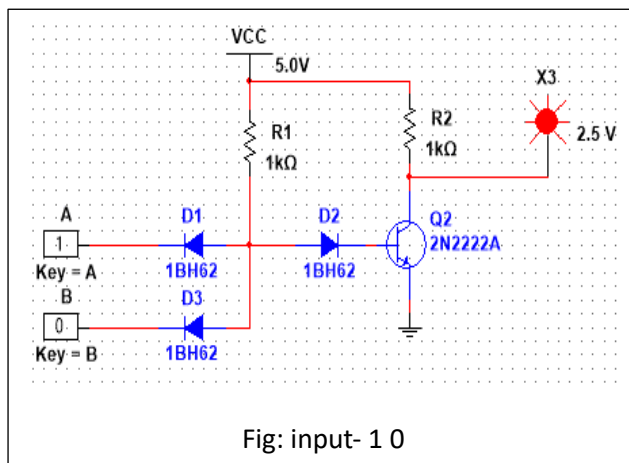 VCC
5.0V
X3
2.5 V
R1
1kΩ
R2
1kΩ
A
1
Key = A
D1
1BH62
D2
1BH62
Q2
2N2222A
B
0
Key = B
D3
1BH62
Fig: input- 1 0